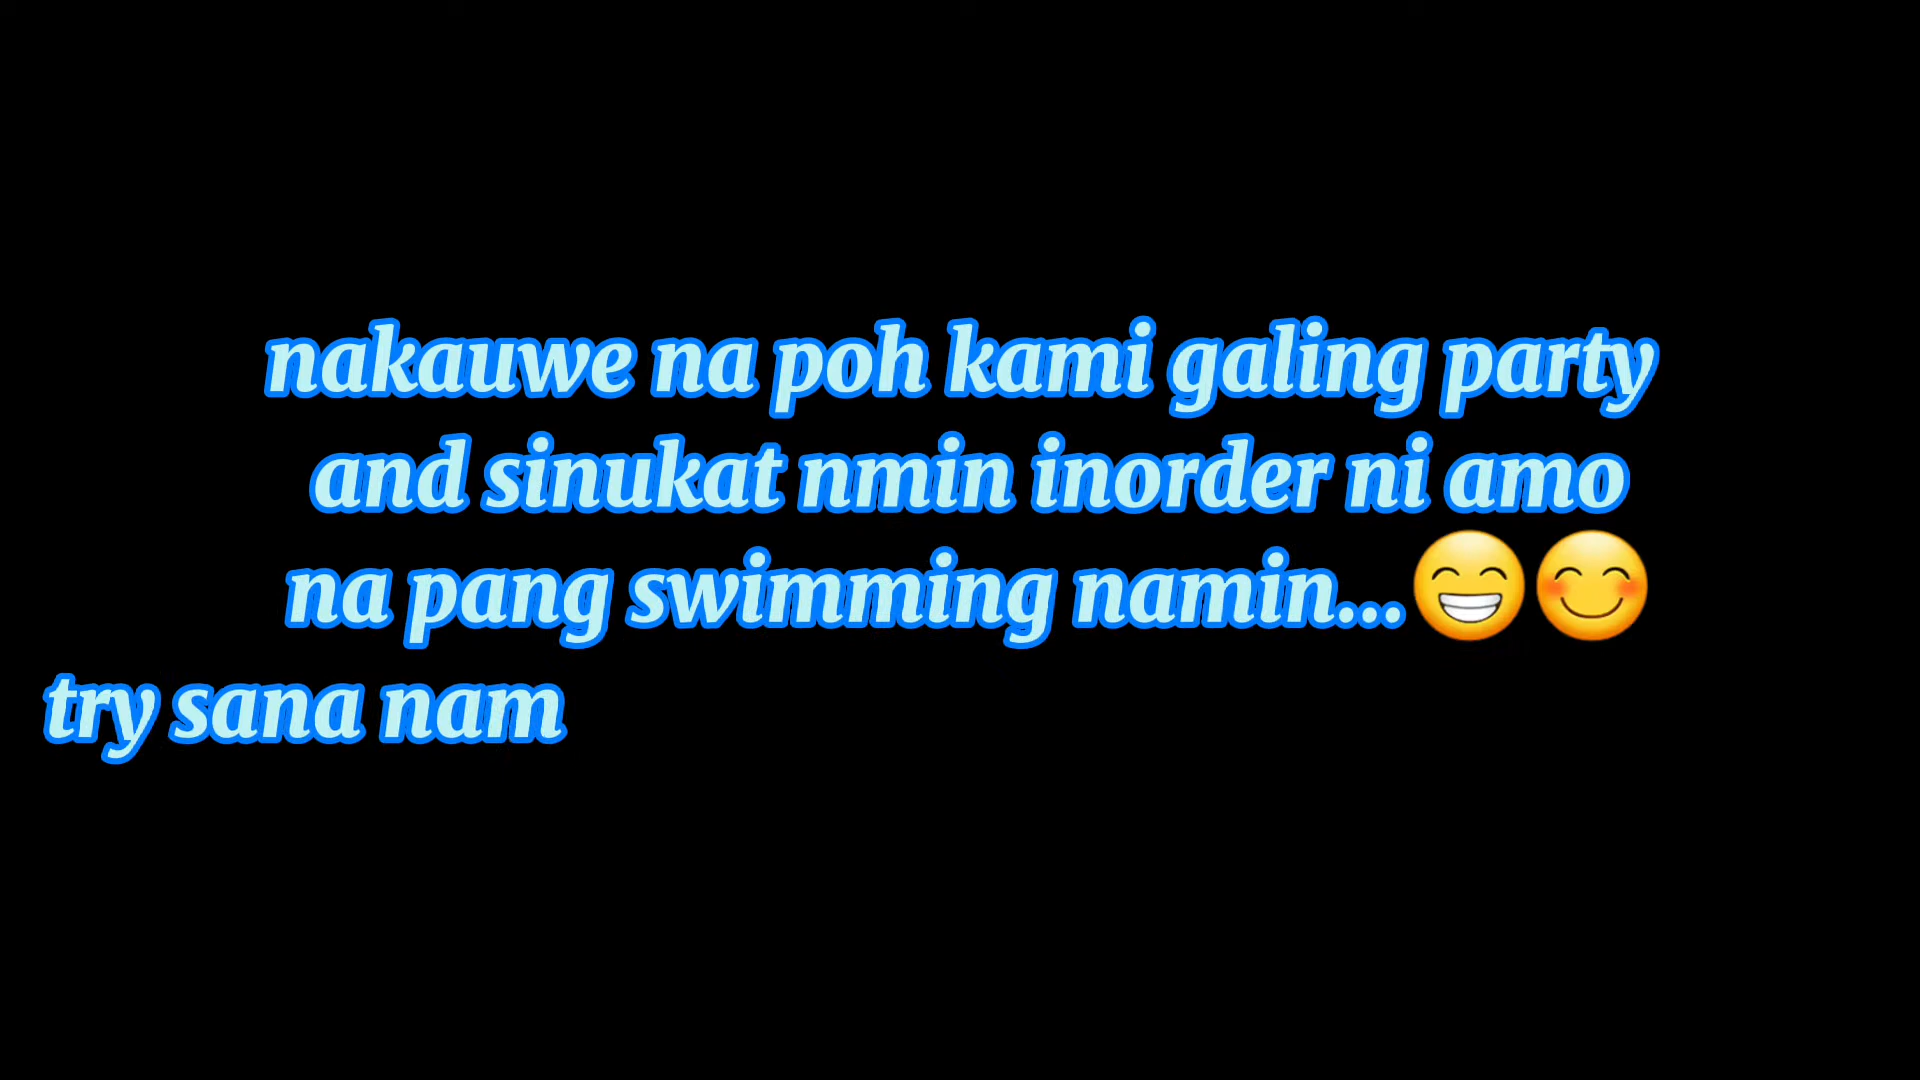 nakauwe na poh kami galing party
and sinukat nmin inorder ni amo
na pang swimming namin...😁😊
try sana nam